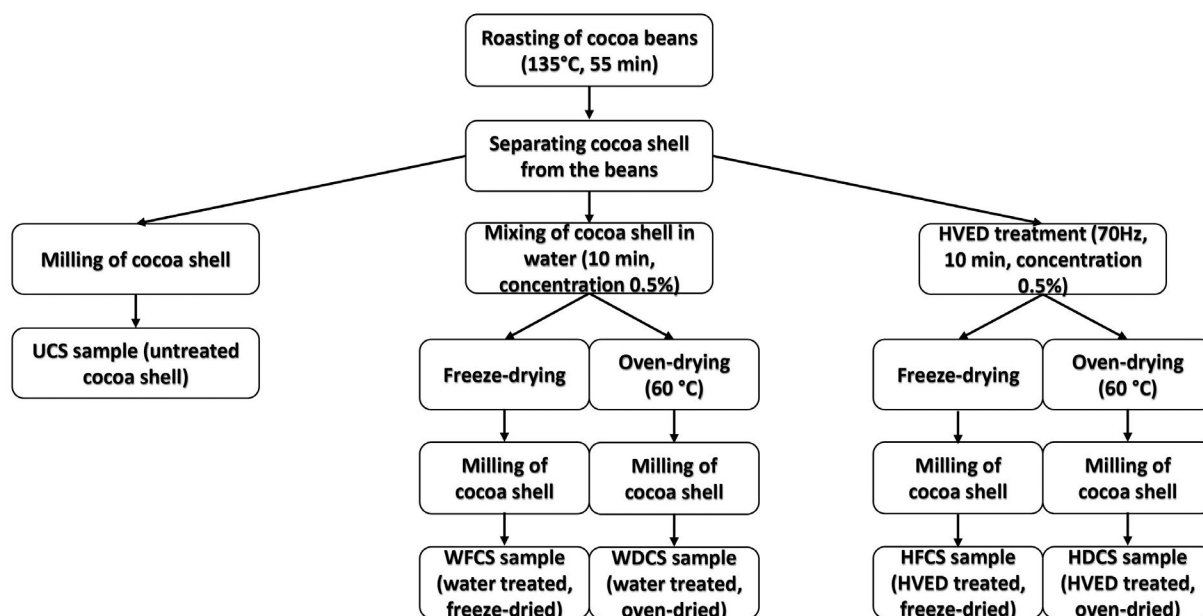 Roasting of cocoa beans
(135°C, 55 min)
Separating cocoa shell
from the beans
Milling of cocoa shell
Mixing of cocoa shell in
water (10 min,
concentration 0.5%)
HVED treatment (70Hz,
10 min, concentration
0.5%)
UCS sample (untreated
cocoa shell)
Freeze-drying
Oven-drying
(60 °C)
Freeze-drying
Oven-drying
(60 °C)
Milling of
cocoa shell
Milling of
cocoa shell
Milling of
cocoa shell
Milling of
cocoa shell
WFCS sample
(water treated,
freeze-dried)
WDCS sample
(water treated,
oven-dried)
HFCS sample
(HVED treated,
freeze-dried)
HDCS sample
(HVED treated,
oven-dried)